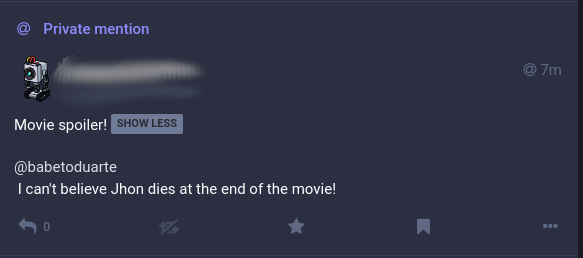 @ Private mention
@ 7m
Movie spoiler! SHOW LESS
@babetoduarte
I can't believe Jhon dies at the end of the movie!
0